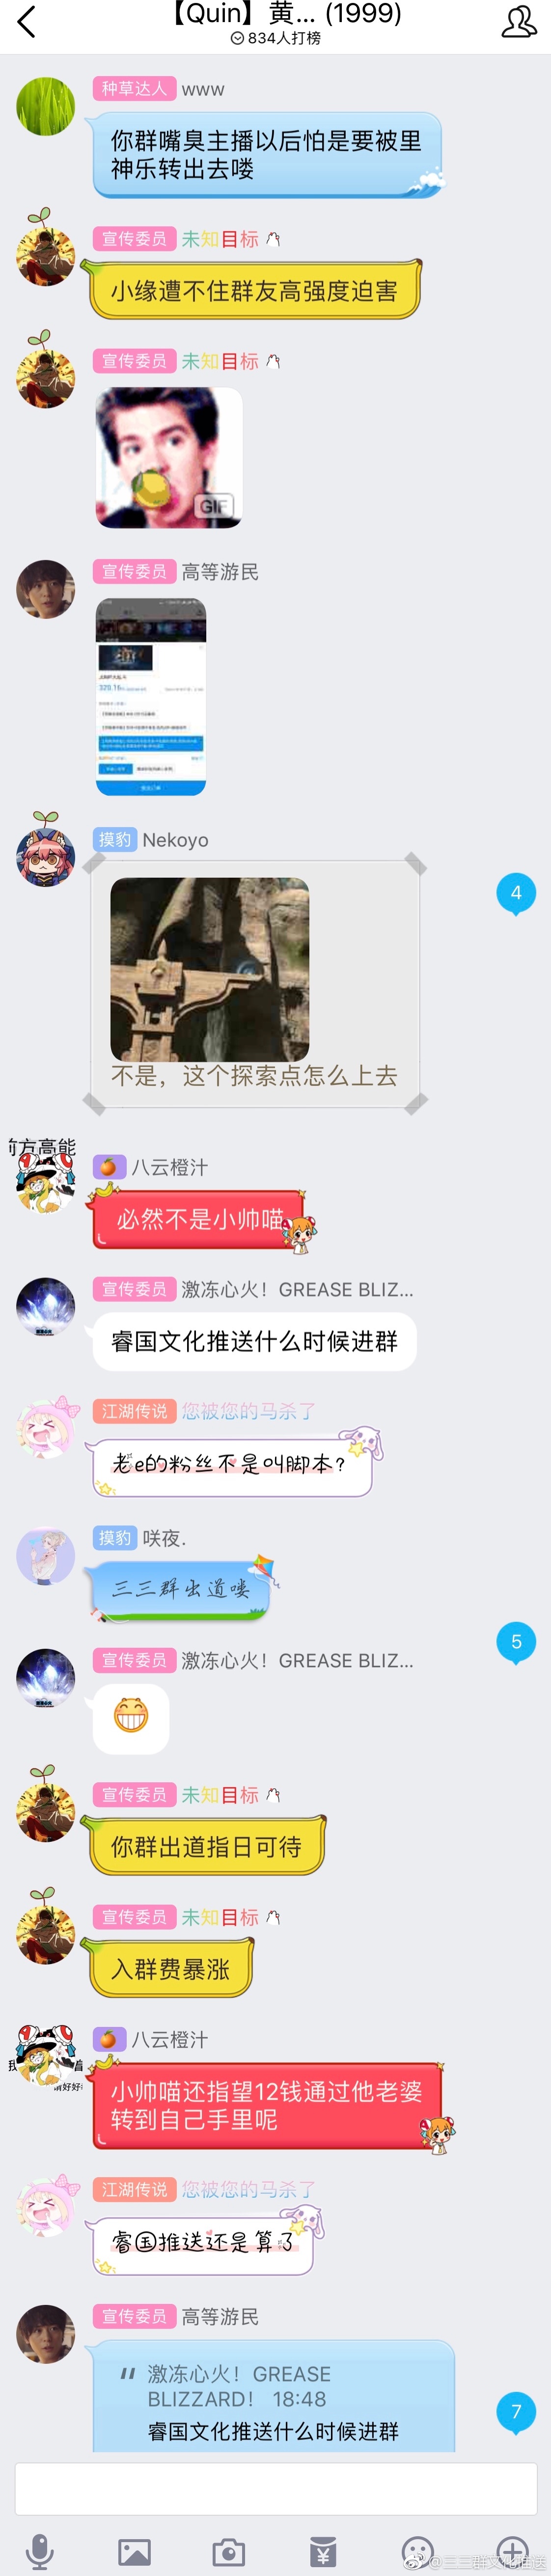 【Quin】黄... (1999)
834人打榜
种草达人 www
你群嘴臭主播以后怕是要被里
神乐转出去喽
宣传委员 未知目标
小缘遭不住群友高强度迫害
宣传委员 未知目标
GIF
宣传委员 高等游民
320.16
摸豹 Nekoyo
4
不是，这个探索点怎么上去
前方高能
八云橙汁
必然不是小帅喵
宣传委员 激冻心火！GREASE BLIZ...
睿国文化推送什么时候进群
江湖传说 您被您的马杀了
老e的粉丝不是叫脚本?
摸豹 咲夜.
三三群出道喽
5
宣传委员 激冻心火！GREASE BLIZ...
宣传委员 未知目标
你群出道指日可待
宣传委员 未知目标
入群费暴涨
八云橙汁
小帅喵还指望12钱通过他老婆
转到自己手里呢
江湖传说 您被您的马杀了
睿国推送还是算了
宣传委员 高等游民
激冻心火！GREASE
BLIZZARD！ 18:48
睿国文化推送什么时候进群
7
@三三群文化推送